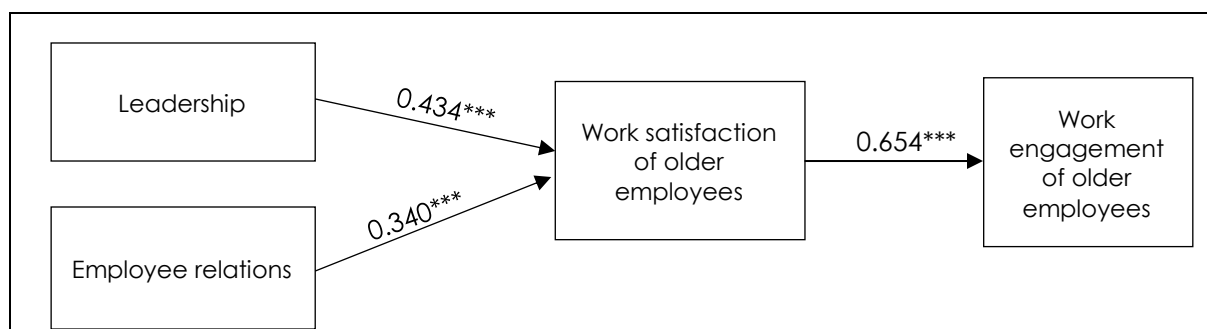 Leadership
0.434***
Work satisfaction
of older
employees
0.654***
Work
engagement
of older
employees
0.340***
Employee relations